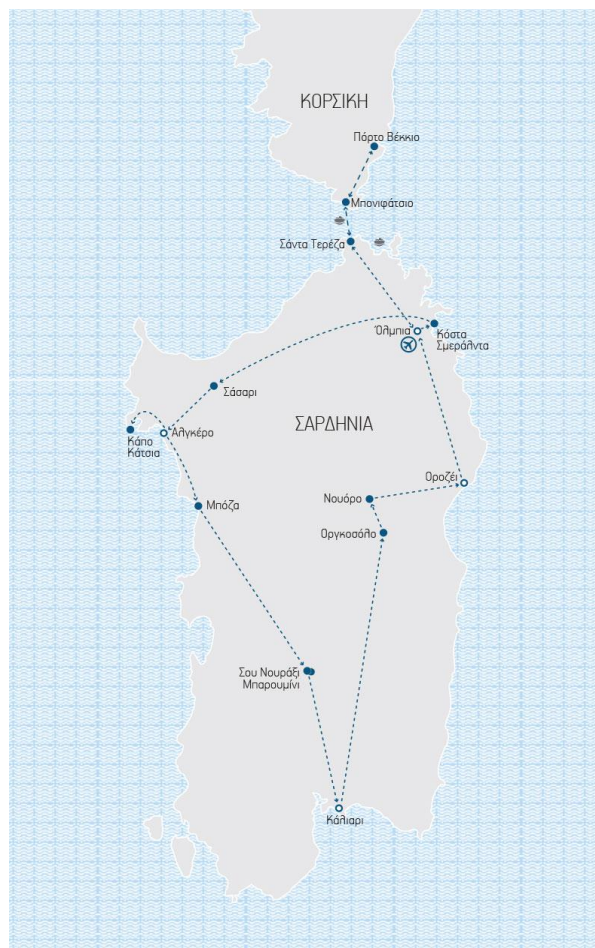 ΚΟΡΣΙΚΗ
Πόρτο Βέκκιο
Μπονιφάτσιο
Σάντα Τερέζα
Όλμπια
Κόστα
Σμεράλντα
Σάσαρι
ΣΑΡΔΗΝΙΑ
Αλγκέρο
Κάπο
Κάτσια
Οροζέι
Νουόρο
Μπόζα
Οργκοσόλο
Σου Νουράξι
Μπαρουμίνι
Κάλιαρι